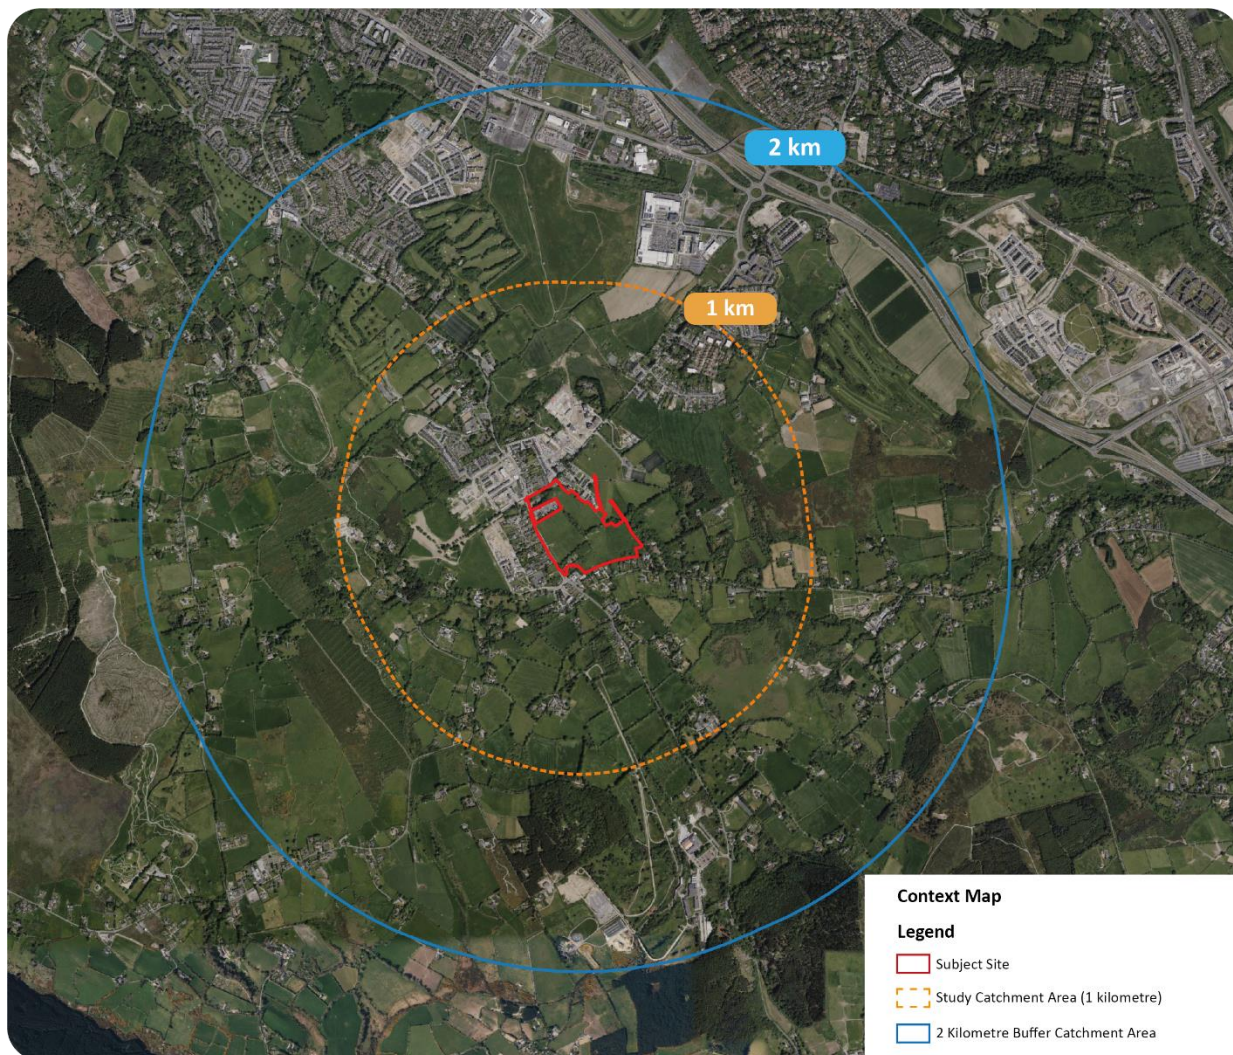 2 km
1 km
Context Map
Legend
Subject Site
Study Catchment Area (1 kilometre)
2 Kilometre Buffer Catchment Area